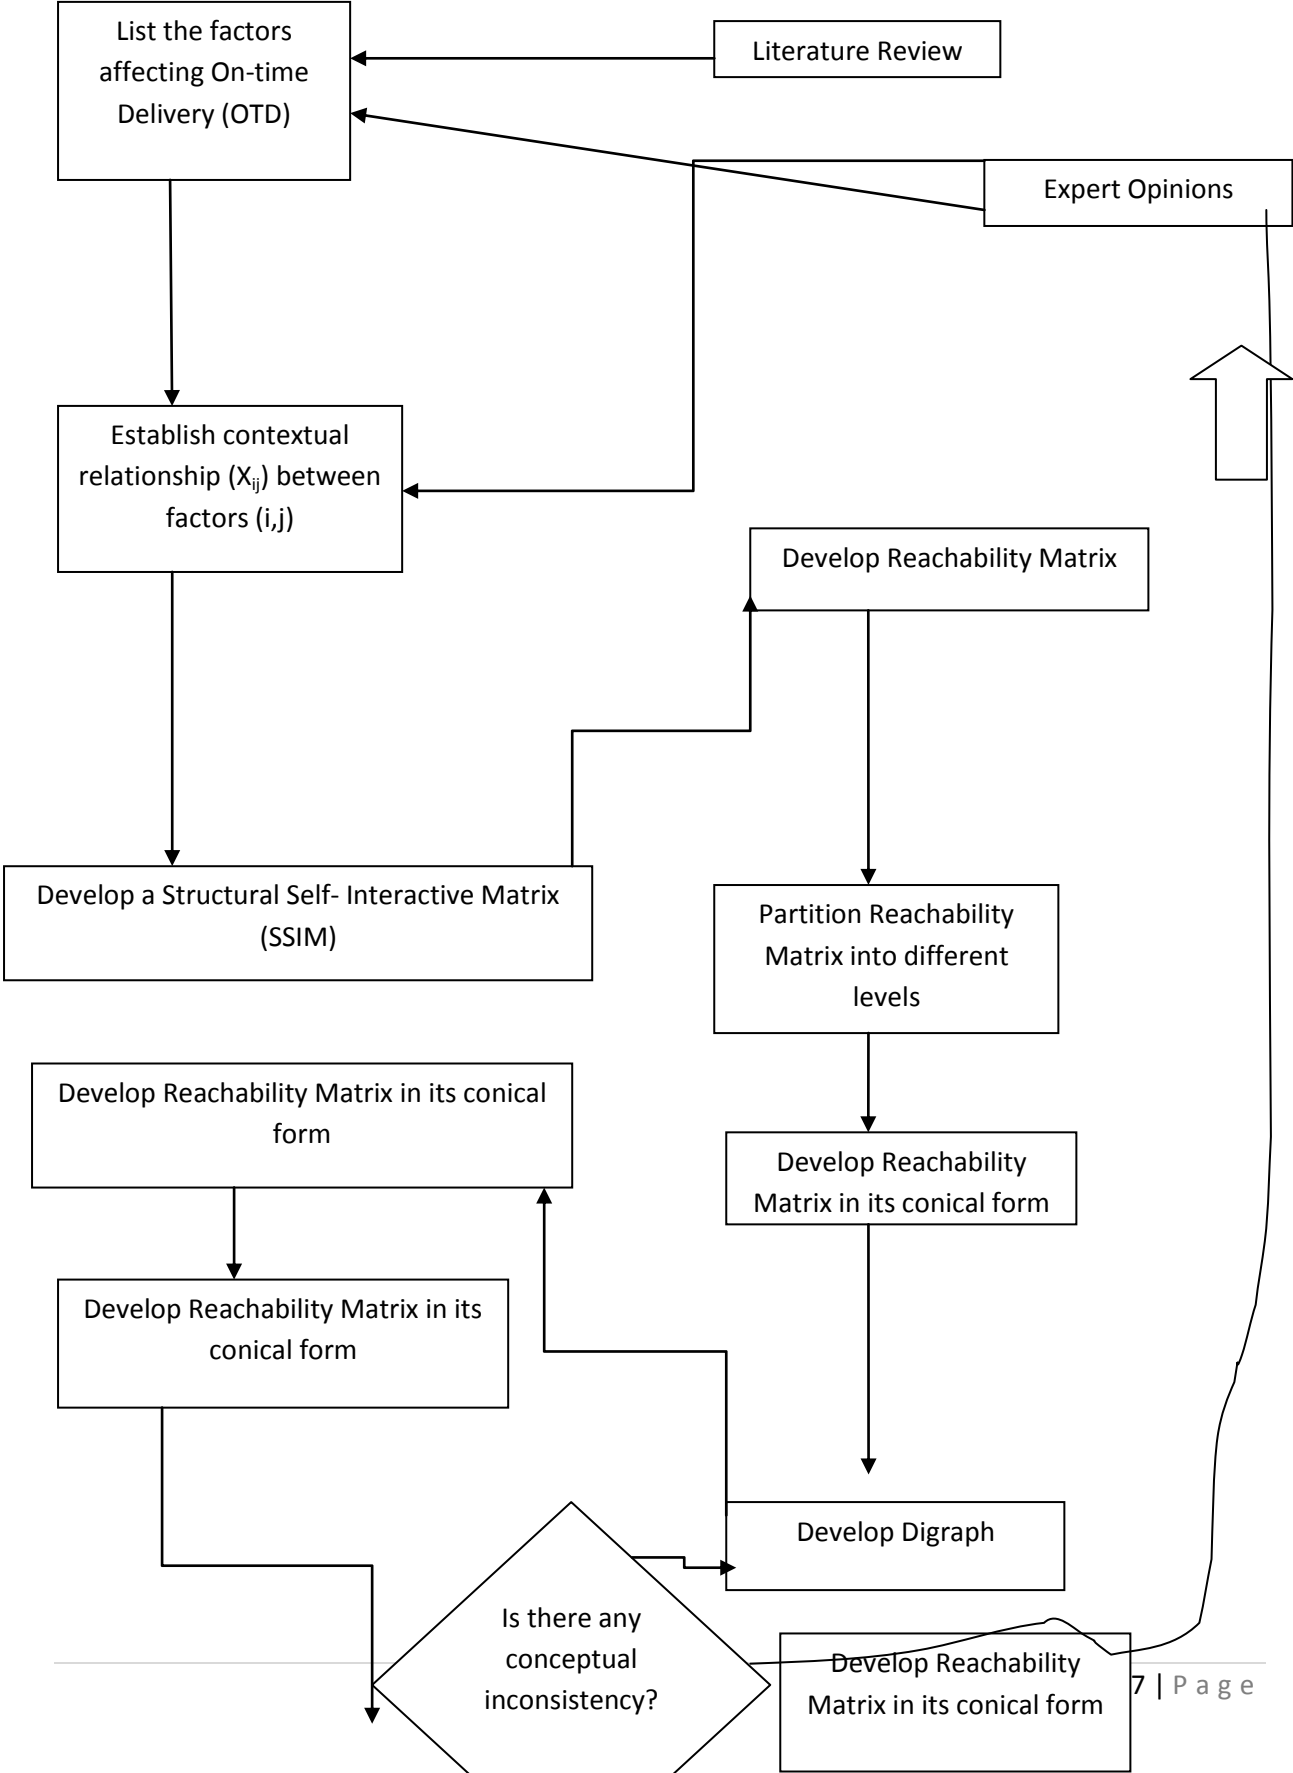 List the factors
affecting On-time
Delivery (OTD)
Literature Review
Expert Opinions
Establish contextual
relationship (Xij) between
factors (i,j)
Develop Reachability Matrix
Develop a Structural Self- Interactive Matrix
(SSIM)
Partition Reachability
Matrix into different
levels
Develop Reachability Matrix in its conical
form
Develop Reachability
Matrix in its conical form
Develop Reachability Matrix in its
conical form
Develop Digraph
Is there any
conceptual
inconsistency?
Develop Reachability
Matrix in its conical form
7 | P a g e